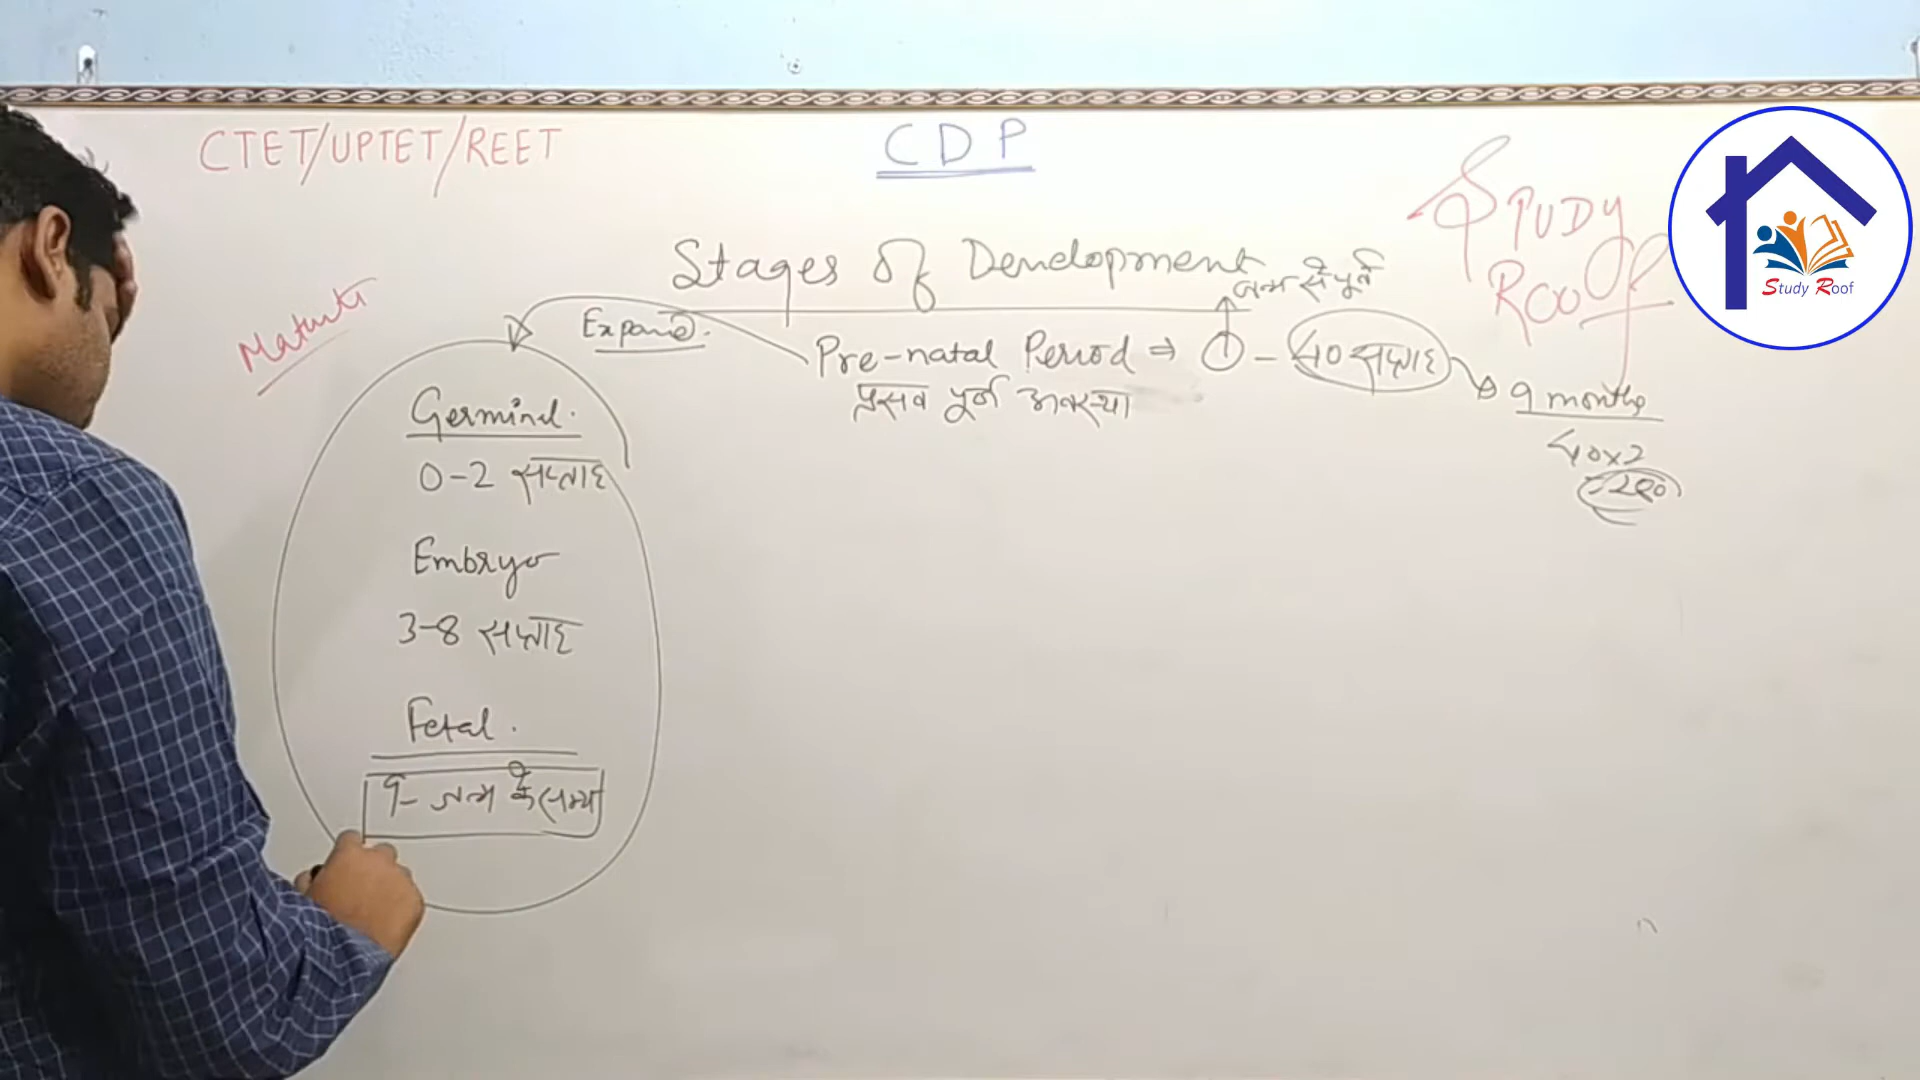 CTET/UPTET/REET
CDP
STUDY
ROOF
Study Roof
Stages Of Development
जन्म से पूर्व
Expand.
Pre-natal Period ⇒ 0 - 40 सप्ताह
9 months
प्रसव पूर्व अवस्था
40x7
=280
Germinal.
0-2 सप्ताह
Embryo
3-8 सप्ताह
Fetal.
9- जन्म के समय